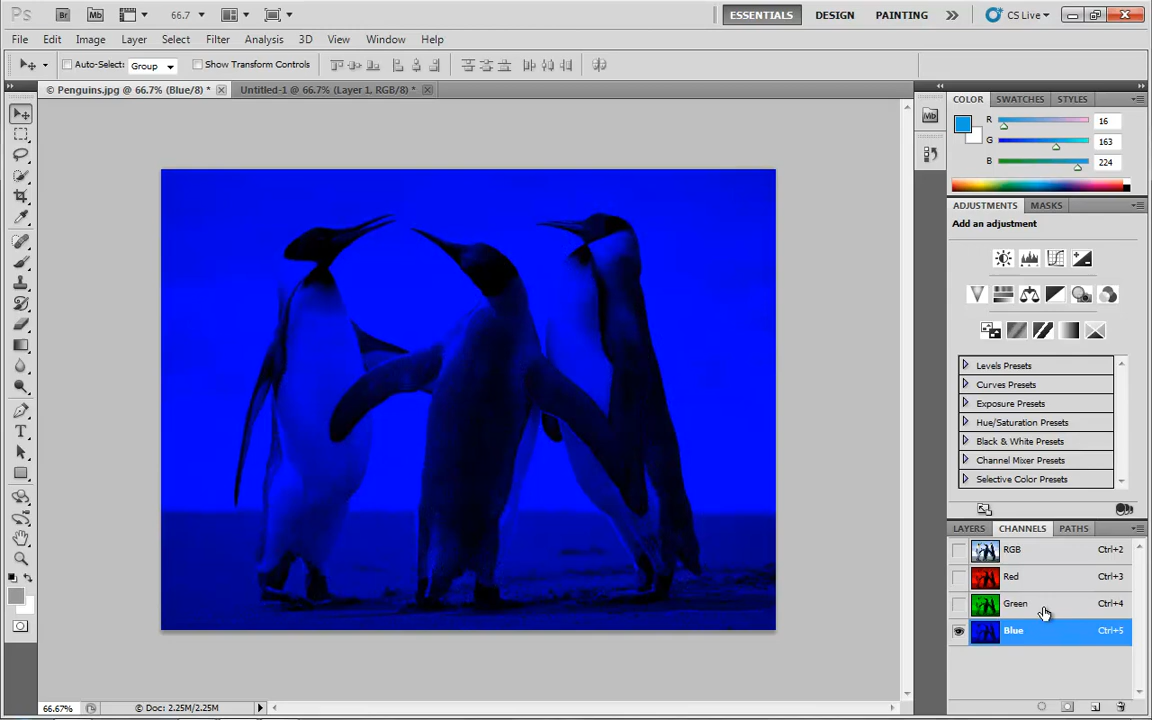 Ps Br Mb 66.7 ESSENTIALS DESIGN PAINTING CS Live
File Edit Image Layer Select Filter Analysis 3D View Window Help
Auto-Select: Group Show Transform Controls
© Penguins.jpg @ 66.7% (Blue/8) * Untitled-1 @ 66.7% (Layer 1, RGB/8) *
COLOR SWATCHES STYLES
Mb
R 16
G 163
B 224
ADJUSTMENTS MASKS
Add an adjustment
Levels Presets
Curves Presets
Exposure Presets
Hue/Saturation Presets
Black & White Presets
Channel Mixer Presets
Selective Color Presets
LAYERS CHANNELS PATHS
RGB Ctrl+2
Red Ctrl+3
Green Ctrl+4
Blue Ctrl+5
66.67% © Doc: 2.25M/2.25M